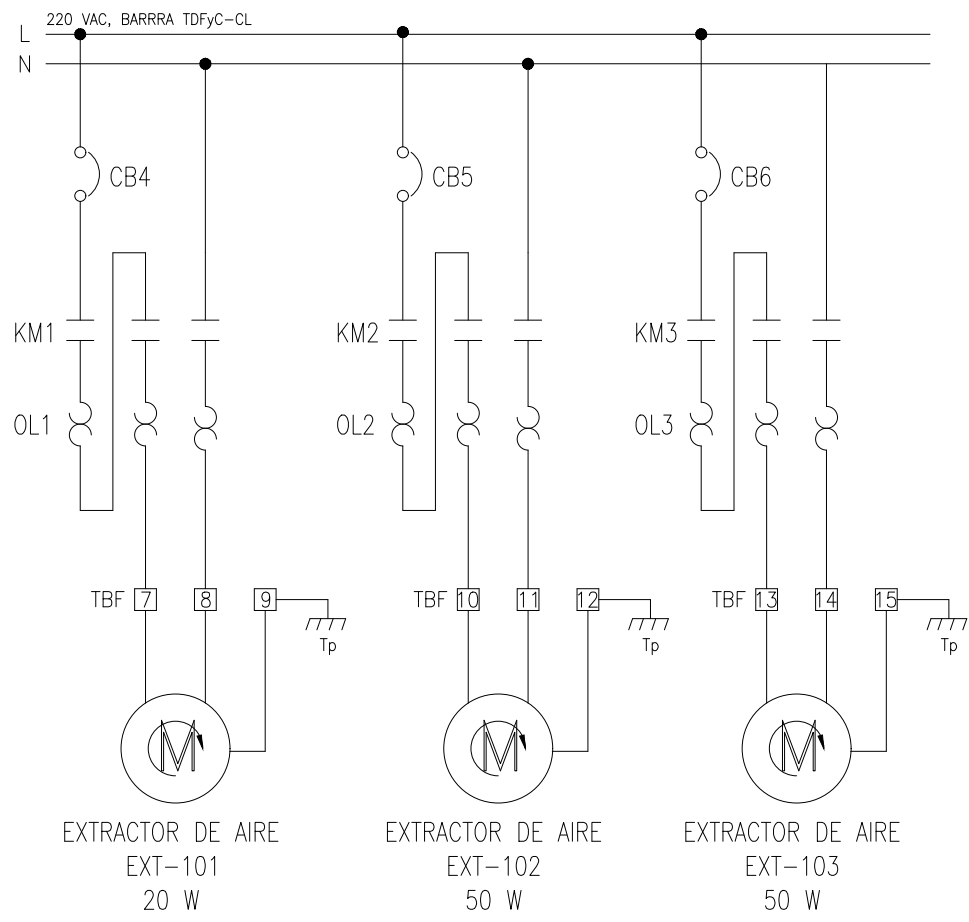 220 VAC, BARRRA TDFyC-CL
L
N
CB4
CB5
CB6
KM1
KM2
KM3
OL1
OL2
OL3
TBF 7 8 9
TBF 10 11 12
TBF 13 14 15
Tp
Tp
Tp
M
M
M
EXTRACTOR DE AIRE
EXT-101
20 W
EXTRACTOR DE AIRE
EXT-102
50 W
EXTRACTOR DE AIRE
EXT-103
50 W